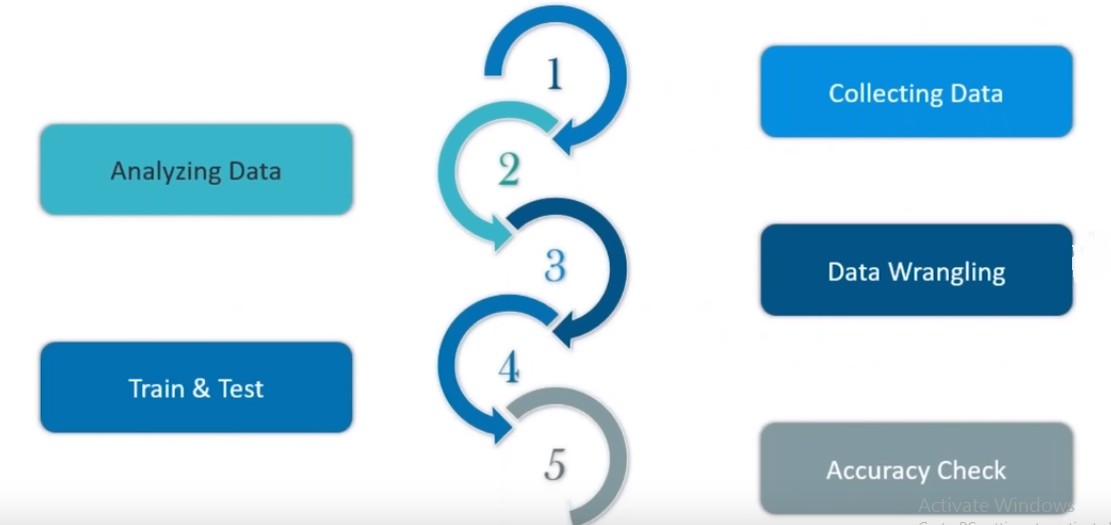 1
Collecting Data
2
Analyzing Data
3
Data Wrangling
4
Train & Test
5
Accuracy Check
Activate Windows